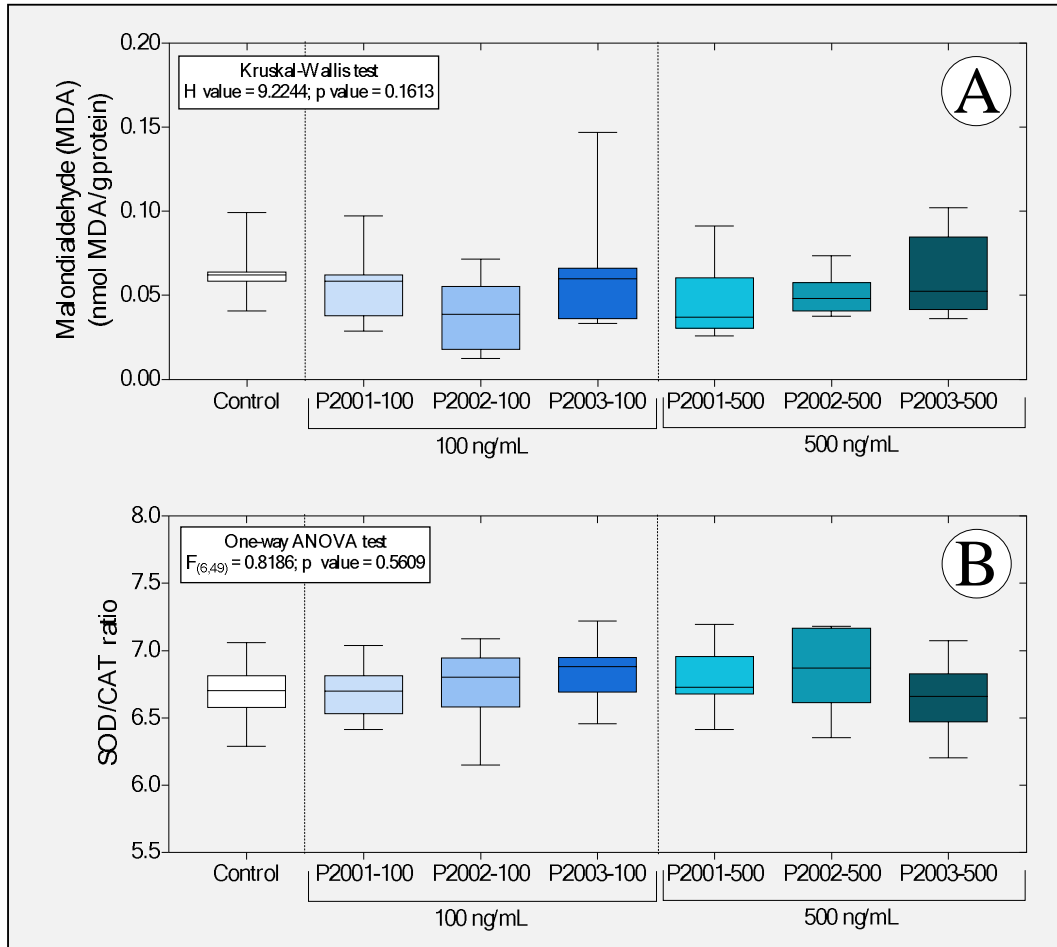 0.20
0.15
0.10
0.05
0.00
Malondialdehyde (MDA)
(nmol MDA/g protein)
Kruskal-Wallis test
H value = 9.2244; p value = 0.1613
A
Control P2001-100 P2002-100 P2003-100 P2001-500 P2002-500 P2003-500
100 ng/mL 500 ng/mL
8.0
7.5
7.0
6.5
6.0
5.5
SOD/CAT ratio
One-way ANOVA test
F(6,49) = 0.8186; p value = 0.5609
B
Control P2001-100 P2002-100 P2003-100 P2001-500 P2002-500 P2003-500
100 ng/mL 500 ng/mL